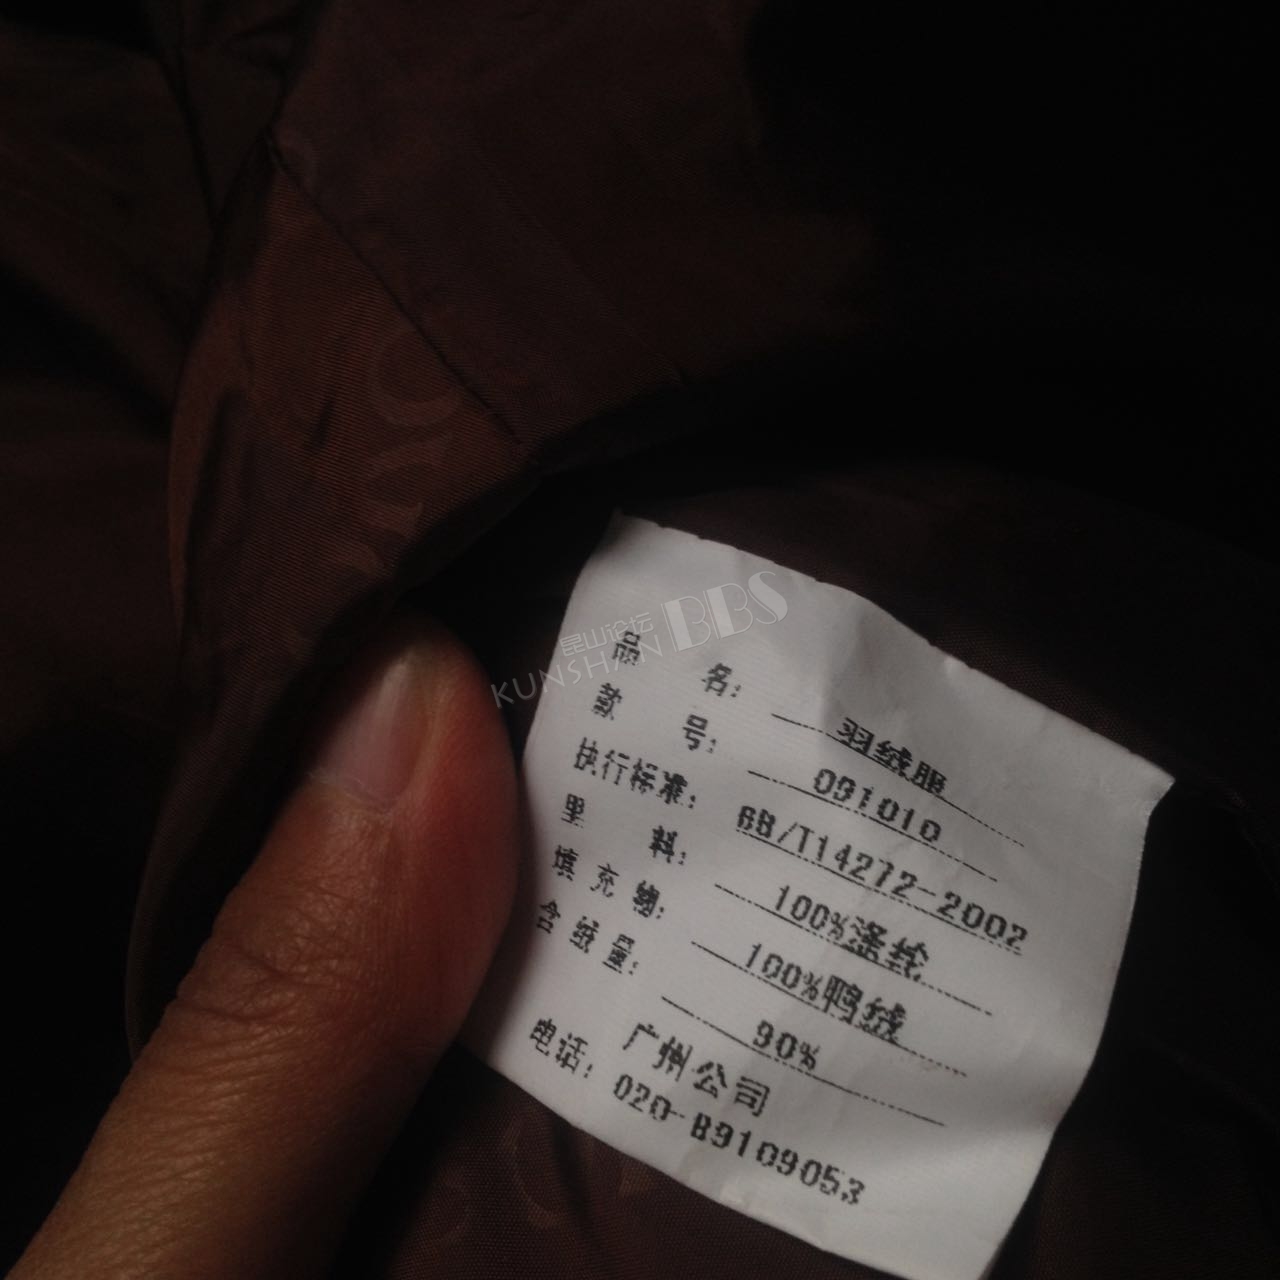 昆山论坛
KUNSHAN BBS
品 名： 羽绒服
款 号： 091010
执行标准： GB/T14272-2002
里 料： 100%涤纶
填充物： 100%鸭绒
含绒量： 90%
广州公司
电话： 020-89109053